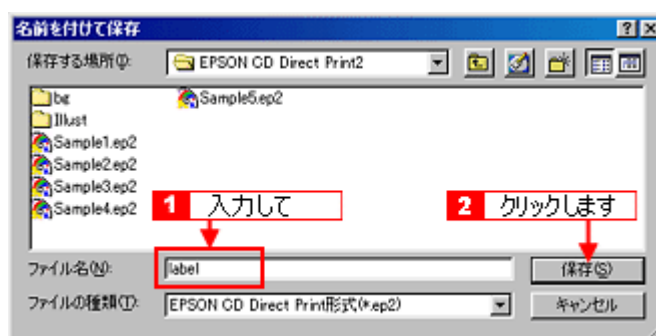 名前を付けて保存
保存する場所(I):
EPSON CD Direct Print2
bg
Illust
Sample1.ep2
Sample2.ep2
Sample3.ep2
Sample4.ep2
Sample5.ep2
1 入力して
2 クリックします
ファイル名(N):
label
保存(S)
ファイルの種類(T):
EPSON CD Direct Print形式(*.ep2)
キャンセル